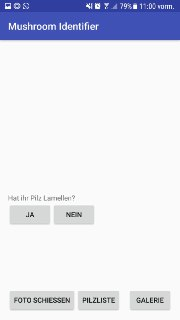 79% 11:00 vorm.
Mushroom Identifier
Hat ihr Pilz Lamellen?
JA NEIN
FOTO SCHIESSEN PILZLISTE GALERIE